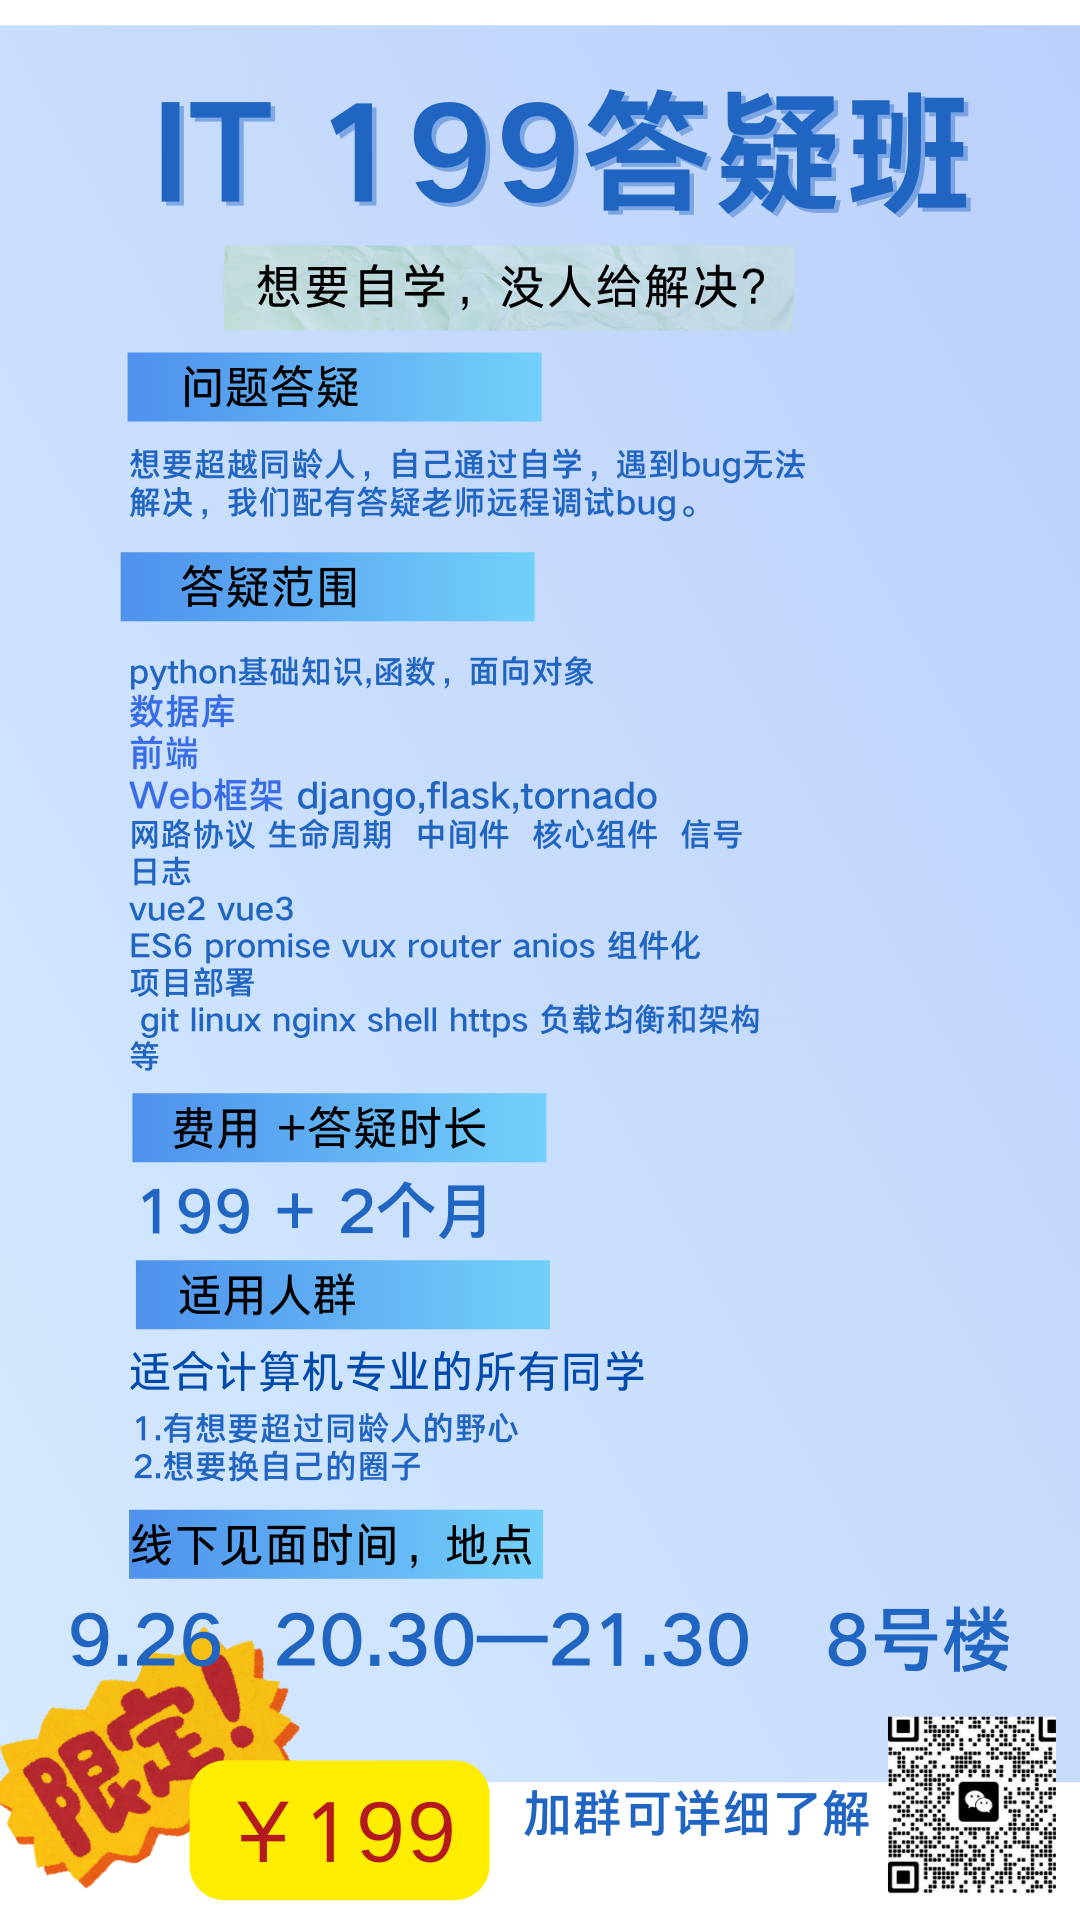 IT 199答疑班
想要自学，没人给解决?
问题答疑
想要超越同龄人，自己通过自学，遇到bug无法
解决，我们配有答疑老师远程调试bug。
答疑范围
python基础知识,函数，面向对象
数据库
前端
Web框架 django,flask,tornado
网路协议 生命周期 中间件 核心组件 信号
日志
vue2 vue3
ES6 promise vux router anios 组件化
项目部署
git linux nginx shell https 负载均衡和架构
等
费用 +答疑时长
199 + 2个月
适用人群
适合计算机专业的所有同学
1.有想要超过同龄人的野心
2.想要换自己的圈子
线下见面时间，地点
9.26 20.30—21.30 8号楼
限定!
￥199
加群可详细了解